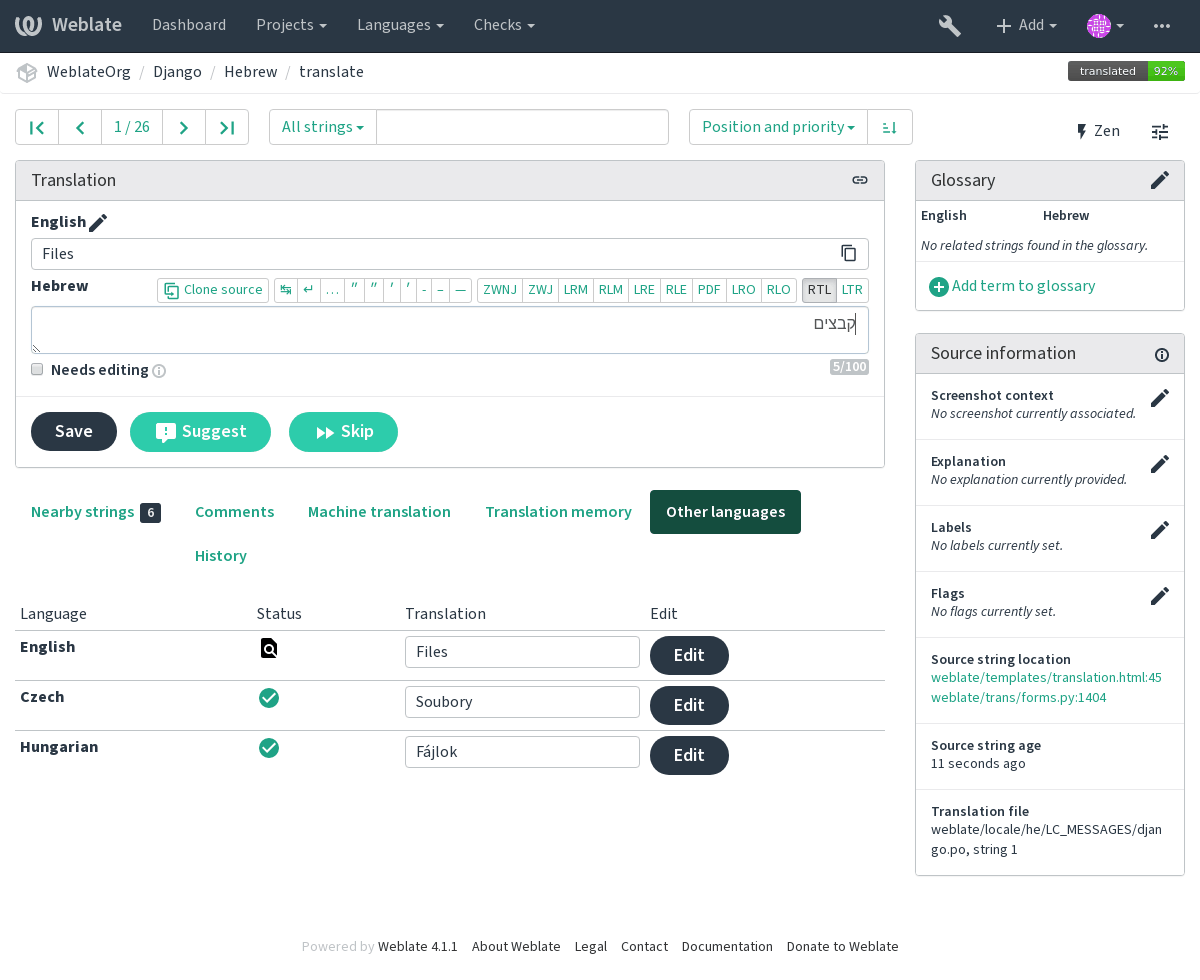 Weblate Dashboard Projects Languages Checks Add
WeblateOrg / Django / Hebrew / translate translated 92%
1 / 26 All strings Position and priority Zen
Translation
English
Files
Hebrew Clone source ↹ ↵ … ” ” ’ ’ - – — ZWNJ ZWJ LRM RLM LRE RLE PDF LRO RLO RTL LTR
קבצים
Needs editing 5/100
Save Suggest Skip
Nearby strings 6 Comments Machine translation Translation memory Other languages
History
Language Status Translation Edit
English Files Edit
Czech Soubory Edit
Hungarian Fájlok Edit
Glossary
English Hebrew
No related strings found in the glossary.
Add term to glossary
Source information
Screenshot context
No screenshot currently associated.
Explanation
No explanation currently provided.
Labels
No labels currently set.
Flags
No flags currently set.
Source string location
weblate/templates/translation.html:45
weblate/trans/forms.py:1404
Source string age
11 seconds ago
Translation file
weblate/locale/he/LC_MESSAGES/djan
go.po, string 1
Powered by Weblate 4.1.1 About Weblate Legal Contact Documentation Donate to Weblate